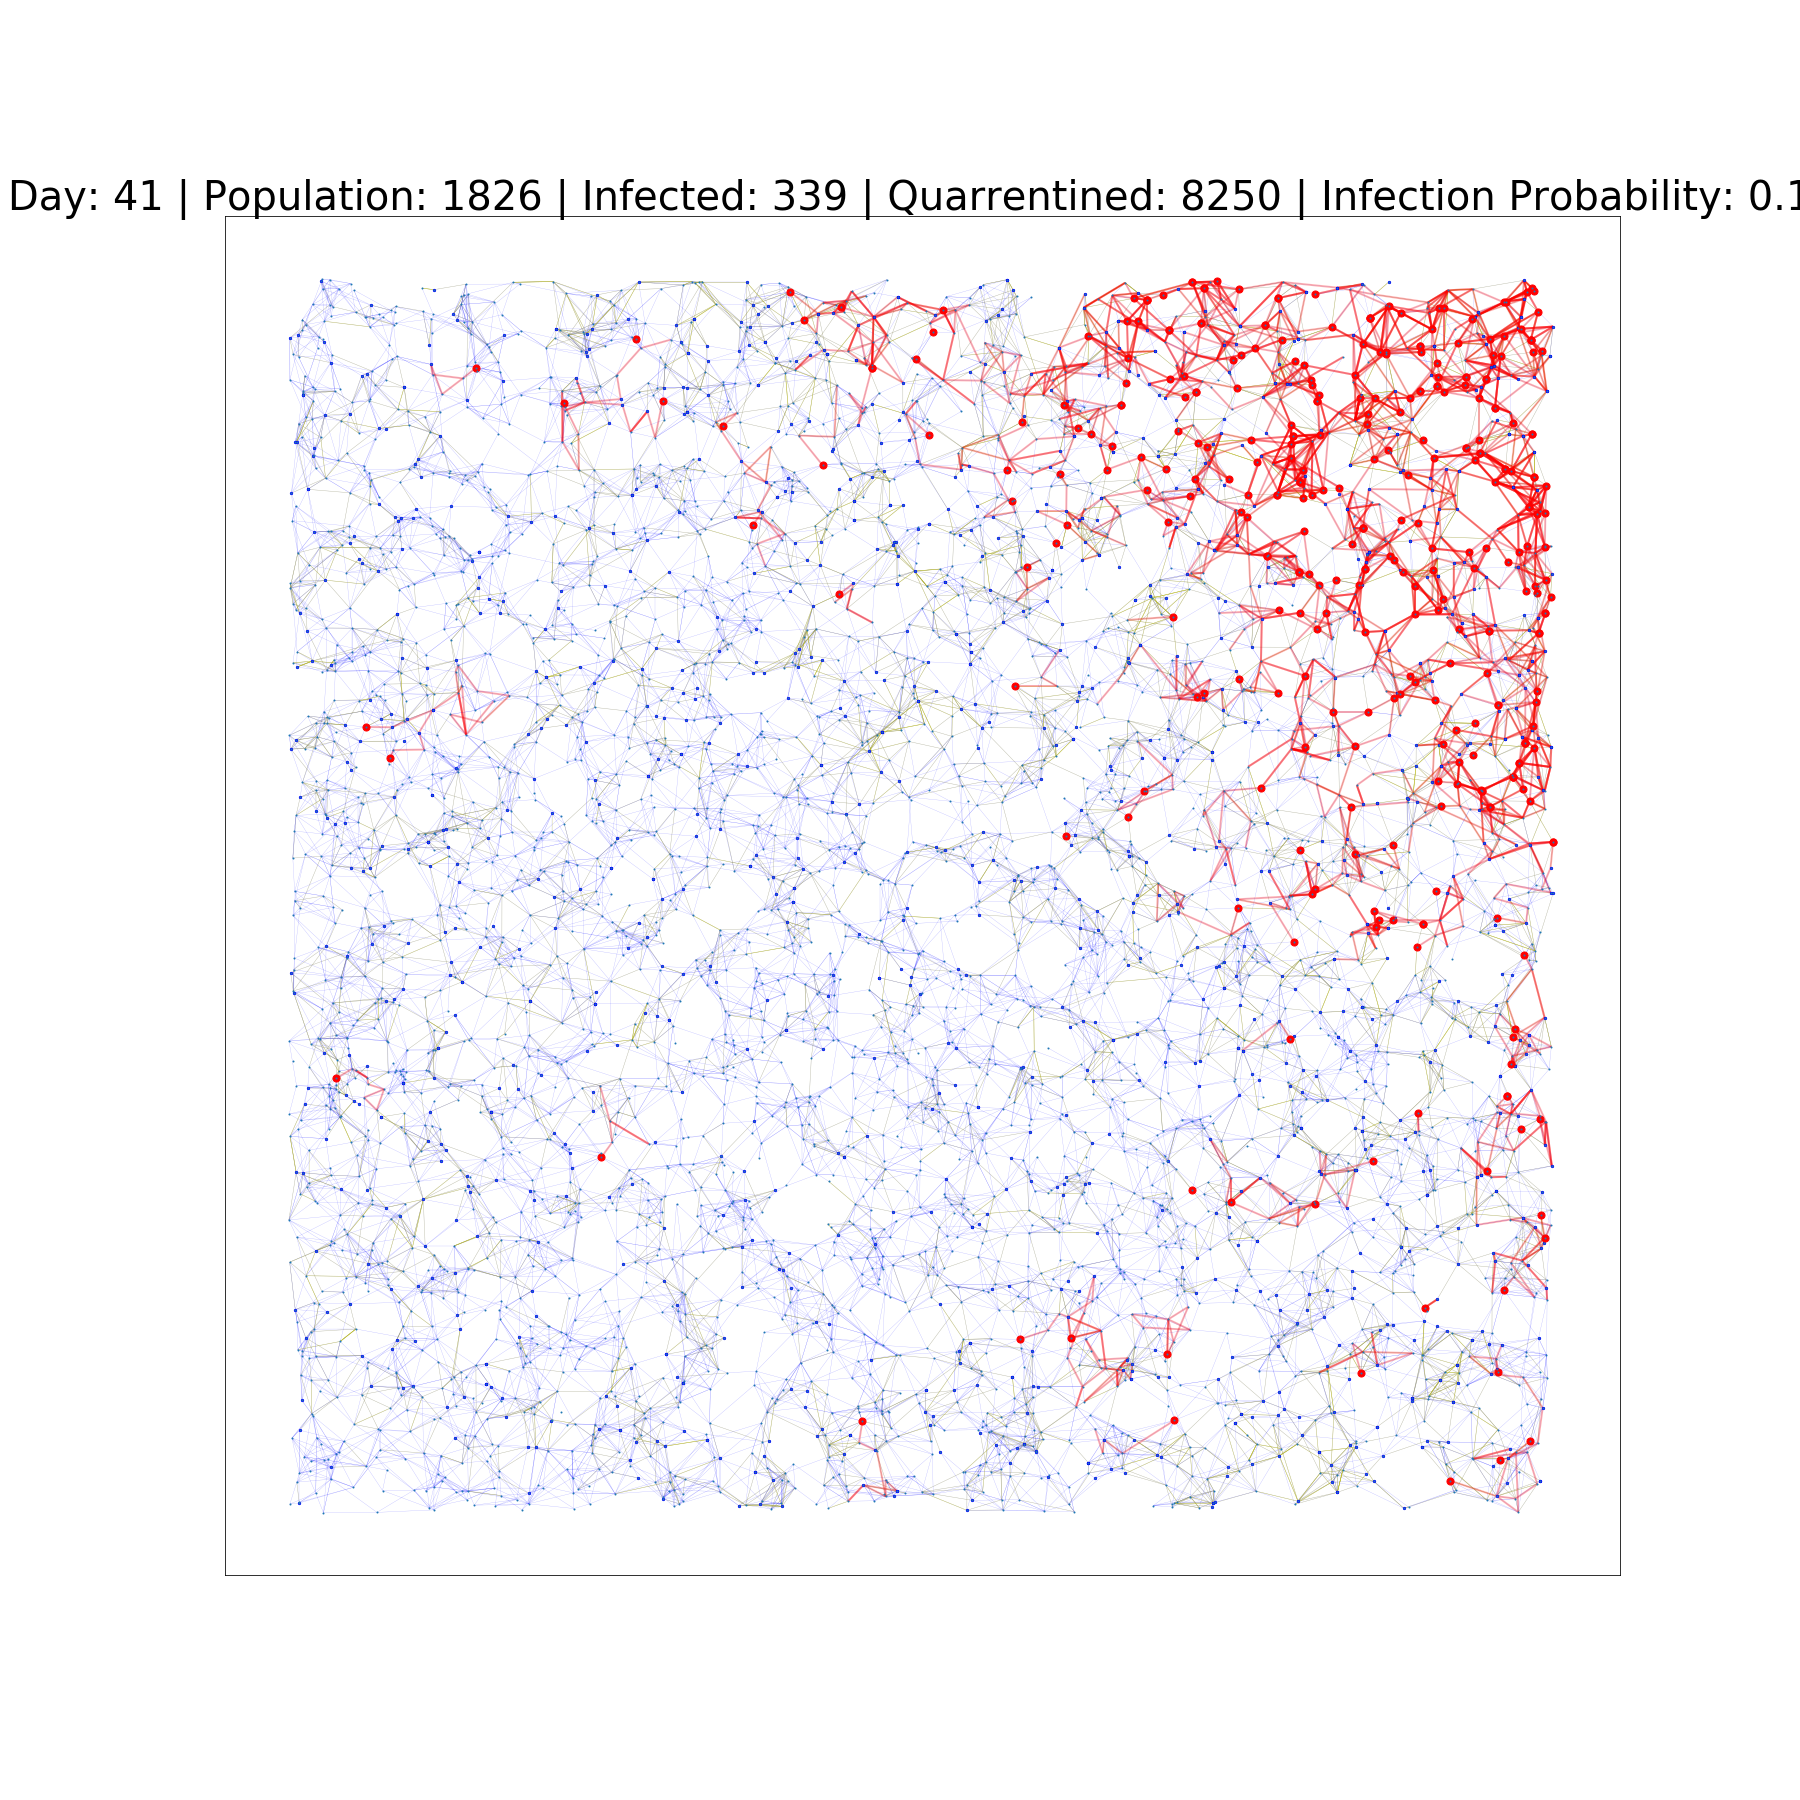 Day: 41 | Population: 1826 | Infected: 339 | Quarrentined: 8250 | Infection Probability: 0.1